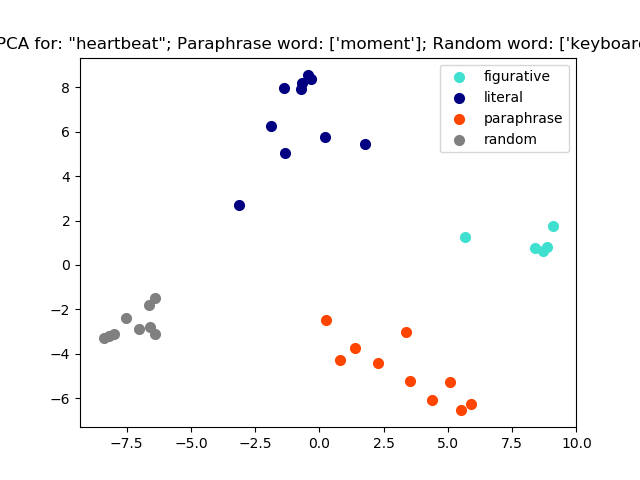 PCA for: "heartbeat"; Paraphrase word: ['moment']; Random word: ['keyboar
figurative
literal
paraphrase
random
8
6
4
2
0
−2
−4
−6
−7.5 −5.0 −2.5 0.0 2.5 5.0 7.5 10.0